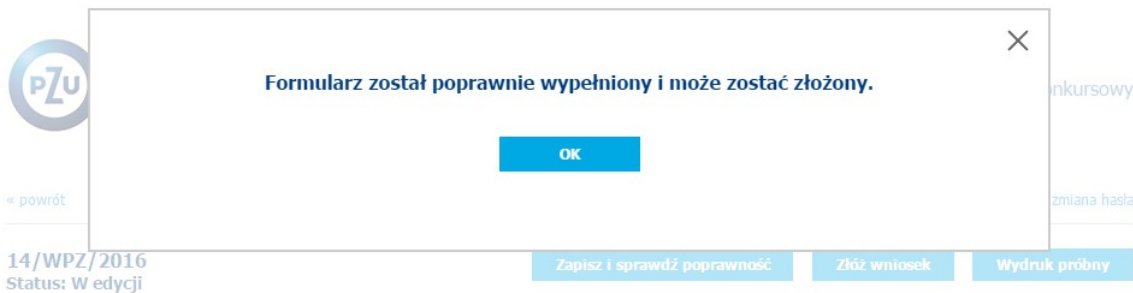 Formularz został poprawnie wypełniony i może zostać złożony.
PZU
onkursowy
OK
« powrót
zmiana hasła
14/WPZ/2016
Zapisz i sprawdź poprawność
Złóż wniosek
Wydruk próbny
Status: W edycji